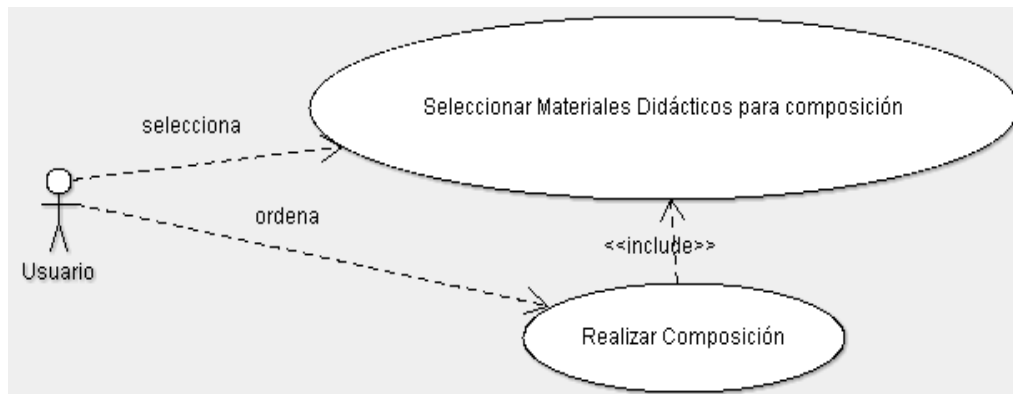 Seleccionar Materiales Didácticos para composición
selecciona
ordena
<<include>>
Usuario
Realizar Composición